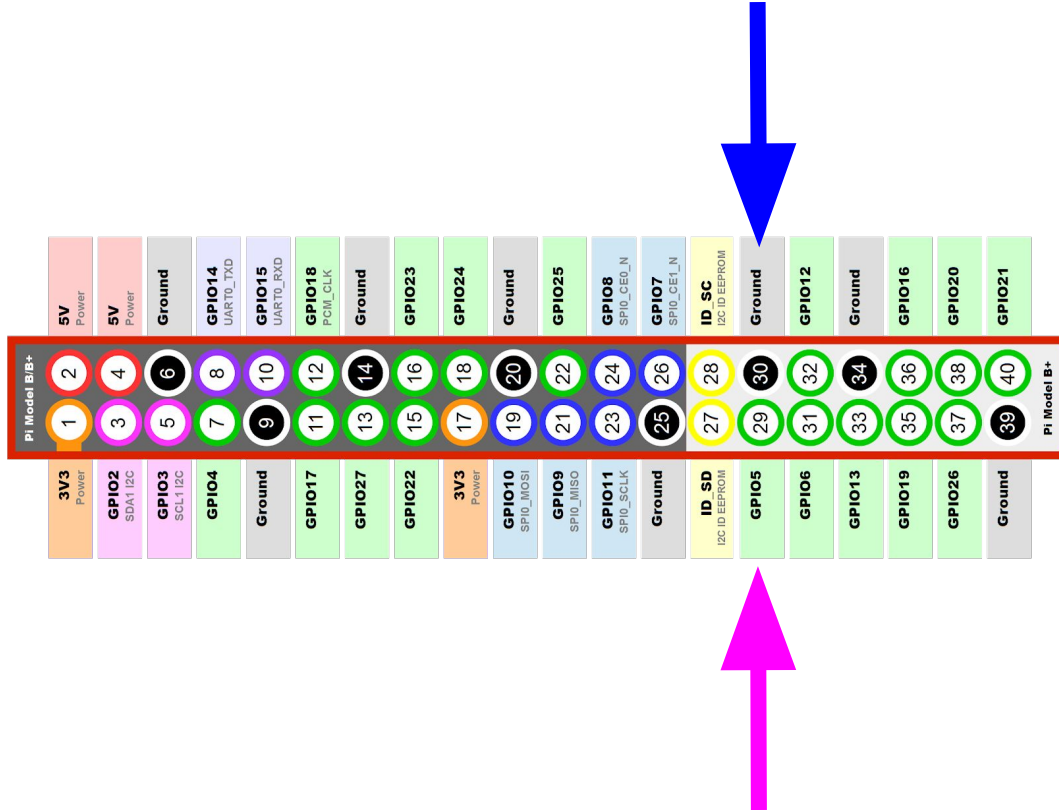 5V
Power
5V
Power
Ground
GPIO14
UART0_TXD
GPIO15
UART0_RXD
GPIO18
PCM_CLK
Ground
GPIO23
GPIO24
Ground
GPIO25
GPIO8
SPI0_CE0_N
GPIO7
SPI0_CE1_N
ID_SC
I2C ID EEPROM
Ground
GPIO12
Ground
GPIO16
GPIO20
GPIO21
Pi Model B/B+
2 4 6 8 10 12 14 16 18 20 22 24 26 28 30 32 34 36 38 40
1 3 5 7 9 11 13 15 17 19 21 23 25 27 29 31 33 35 37 39
Pi Model B+
3V3
Power
GPIO2
SDA1 I2C
GPIO3
SCL1 I2C
GPIO4
Ground
GPIO17
GPIO27
GPIO22
3V3
Power
GPIO10
SPI0_MOSI
GPIO9
SPI0_MISO
GPIO11
SPI0_SCLK
Ground
ID_SD
I2C ID EEPROM
GPIO5
GPIO6
GPIO13
GPIO19
GPIO26
Ground